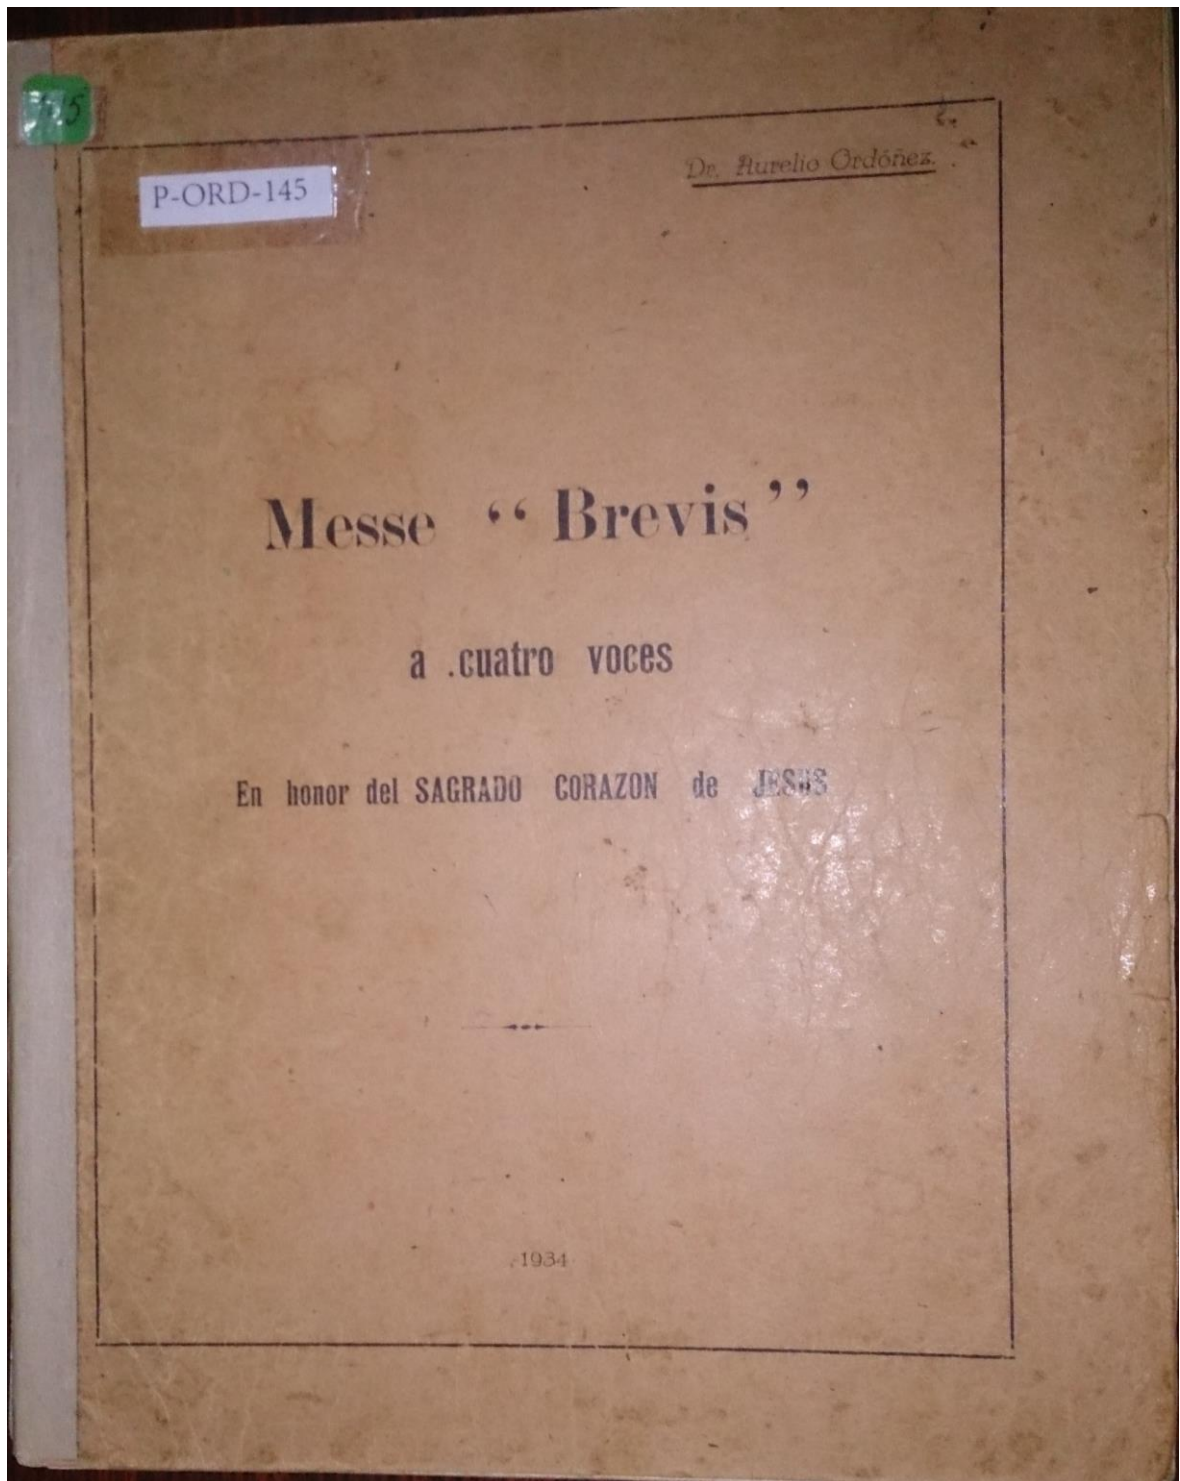 Dr. Aurelio Ordóñez.
P-ORD-145
Messe “Brevis”
a .cuatro voces
En honor del SAGRADO CORAZON de JESUS
1934